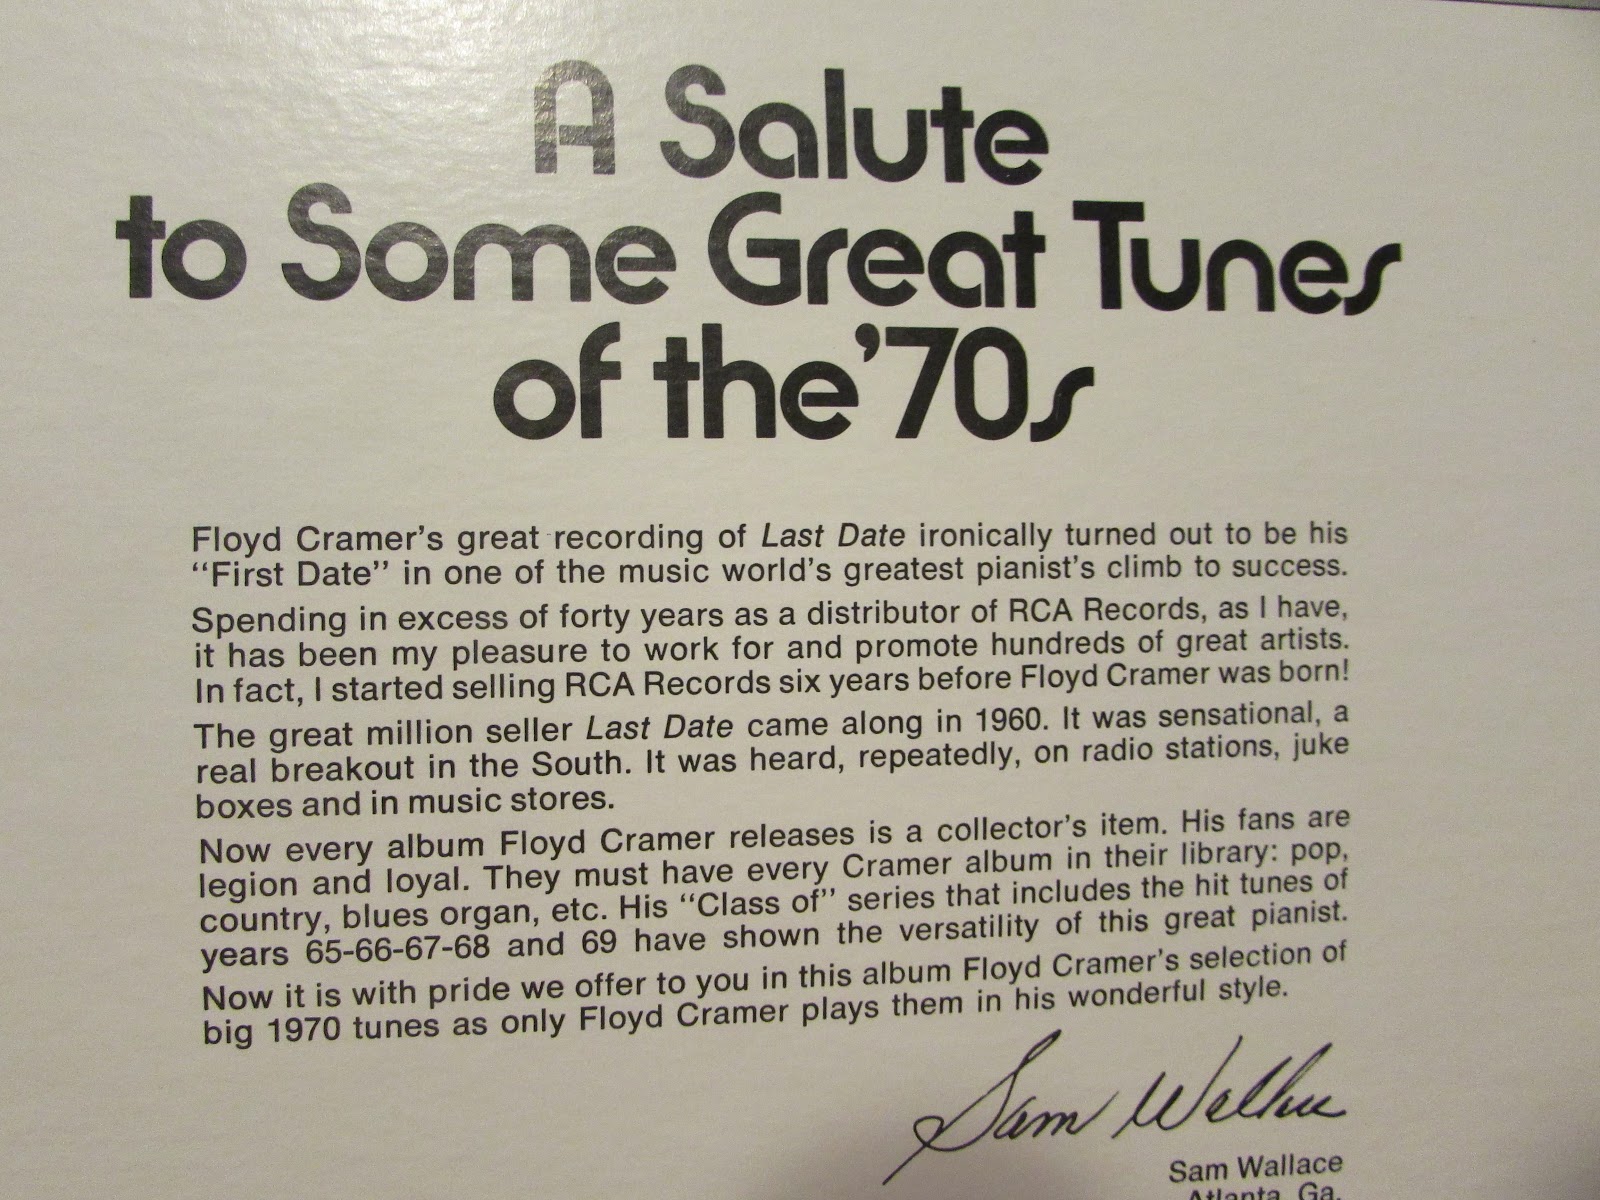 A Salute
to Some Great Tunes
of the '70s
Floyd Cramer's great recording of Last Date ironically turned out to be his
“First Date” in one of the music world's greatest pianist's climb to success.
Spending in excess of forty years as a distributor of RCA Records, as I have,
it has been my pleasure to work for and promote hundreds of great artists.
In fact, I started selling RCA Records six years before Floyd Cramer was born!
The great million seller Last Date came along in 1960. It was sensational, a
real breakout in the South. It was heard, repeatedly, on radio stations, juke
boxes and in music stores.
Now every album Floyd Cramer releases is a collector's item. His fans are
legion and loyal. They must have every Cramer album in their library: pop,
country, blues organ, etc. His “Class of” series that includes the hit tunes of
years 65-66-67-68 and 69 have shown the versatility of this great pianist.
Now it is with pride we offer to you in this album Floyd Cramer's selection of
big 1970 tunes as only Floyd Cramer plays them in his wonderful style.
Sam Wallace
Sam Wallace
Atlanta, Ga.